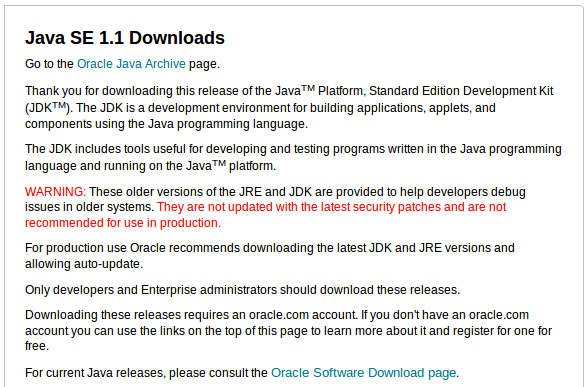 Java SE 1.1 Downloads
Go to the Oracle Java Archive page.
Thank you for downloading this release of the Java™ Platform, Standard Edition Development Kit
(JDK™). The JDK is a development environment for building applications, applets, and
components using the Java programming language.
The JDK includes tools useful for developing and testing programs written in the Java programming
language and running on the Java™ platform.
WARNING: These older versions of the JRE and JDK are provided to help developers debug
issues in older systems. They are not updated with the latest security patches and are not
recommended for use in production.
For production use Oracle recommends downloading the latest JDK and JRE versions and
allowing auto-update.
Only developers and Enterprise administrators should download these releases.
Downloading these releases requires an oracle.com account. If you don't have an oracle.com
account you can use the links on the top of this page to learn more about it and register for one for
free.
For current Java releases, please consult the Oracle Software Download page.